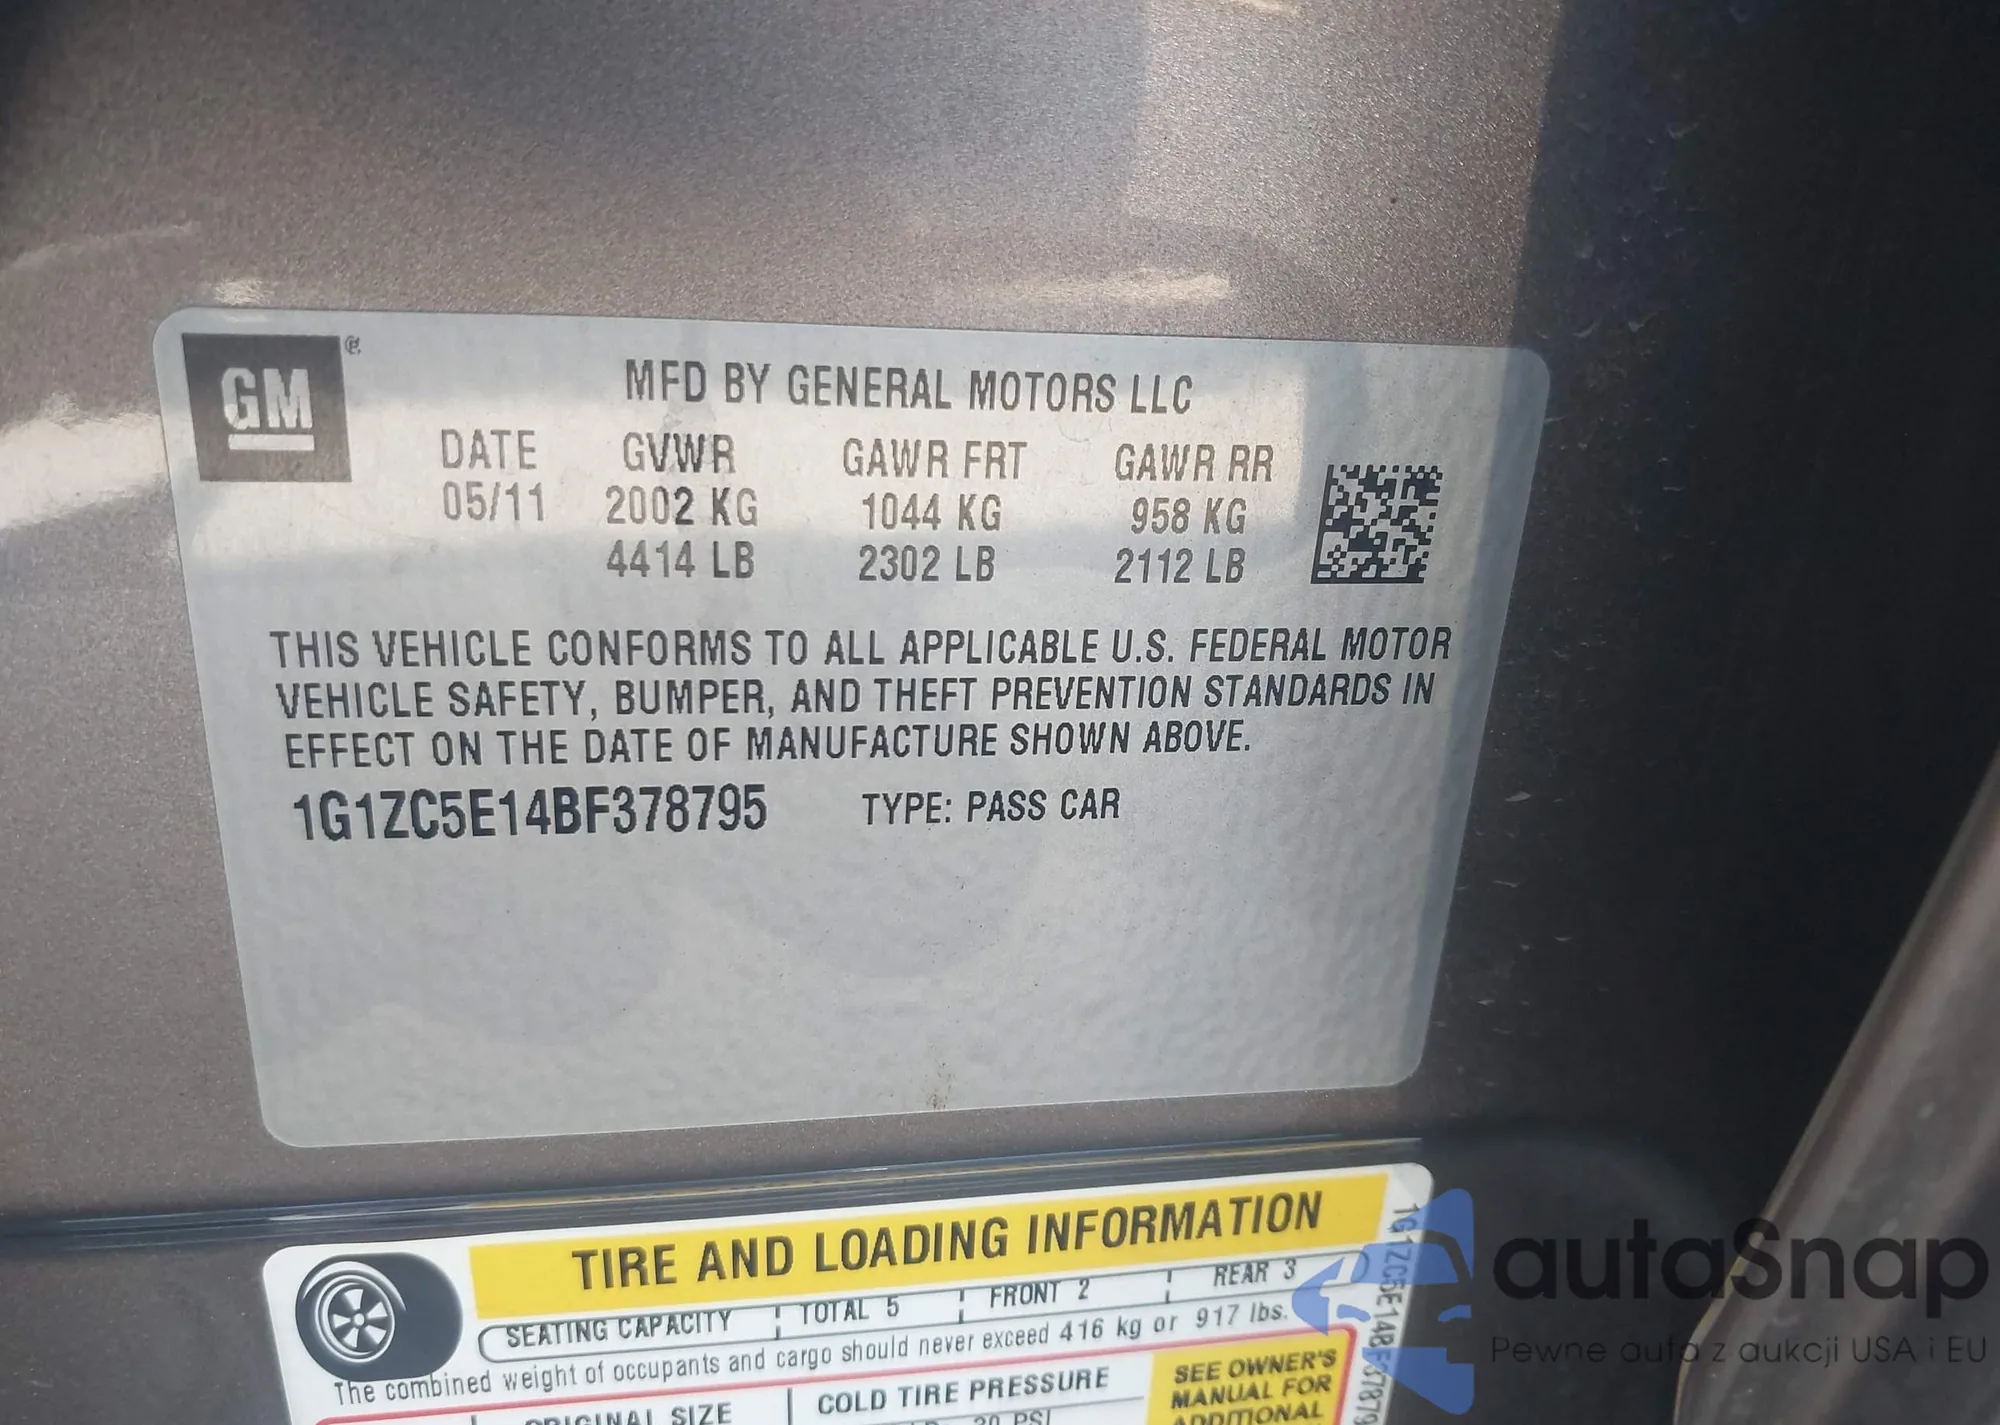 GM
MFD BY GENERAL MOTORS LLC
DATE GVWR GAWR FRT GAWR RR
05/11 2002 KG 1044 KG 958 KG
4414 LB 2302 LB 2112 LB
THIS VEHICLE CONFORMS TO ALL APPLICABLE U.S. FEDERAL MOTOR
VEHICLE SAFETY, BUMPER, AND THEFT PREVENTION STANDARDS IN
EFFECT ON THE DATE OF MANUFACTURE SHOWN ABOVE.
1G1ZC5E14BF378795 TYPE: PASS CAR
TIRE AND LOADING INFORMATION
SEATING CAPACITY TOTAL 5 FRONT 2 REAR 3
The combined weight of occupants and cargo should never exceed 416 kg or 917 lbs.
ORIGINAL SIZE COLD TIRE PRESSURE
SEE OWNER'S
MANUAL FOR
ADDITIONAL
30 PSI
1G1ZC5E14BF37879
autaSnap
Pewne auta z aukcji USA i EU